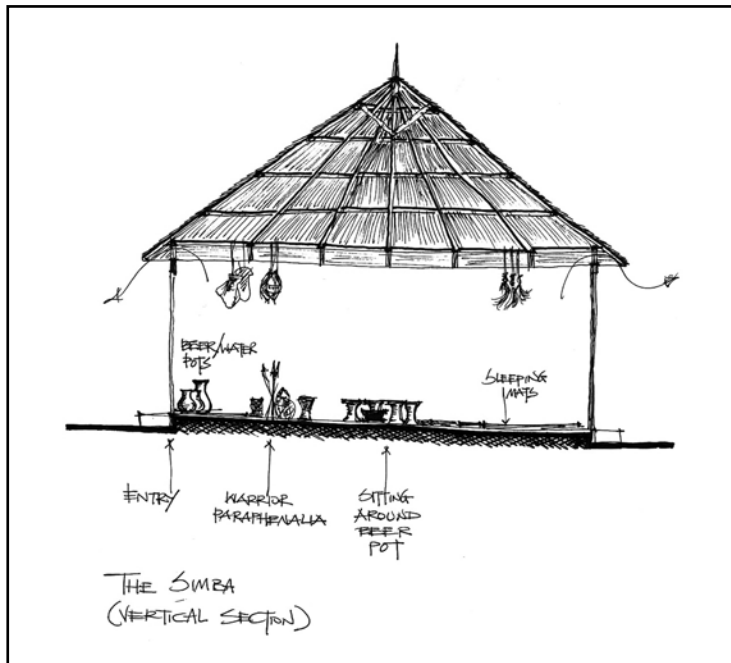 BEER/WATER
POTS
SLEEPING
MATS
ENTRY
WARRIOR
PARAPHENALIA
SITTING
AROUND
BEER
POT
THE SIMBA
(VERTICAL SECTION)